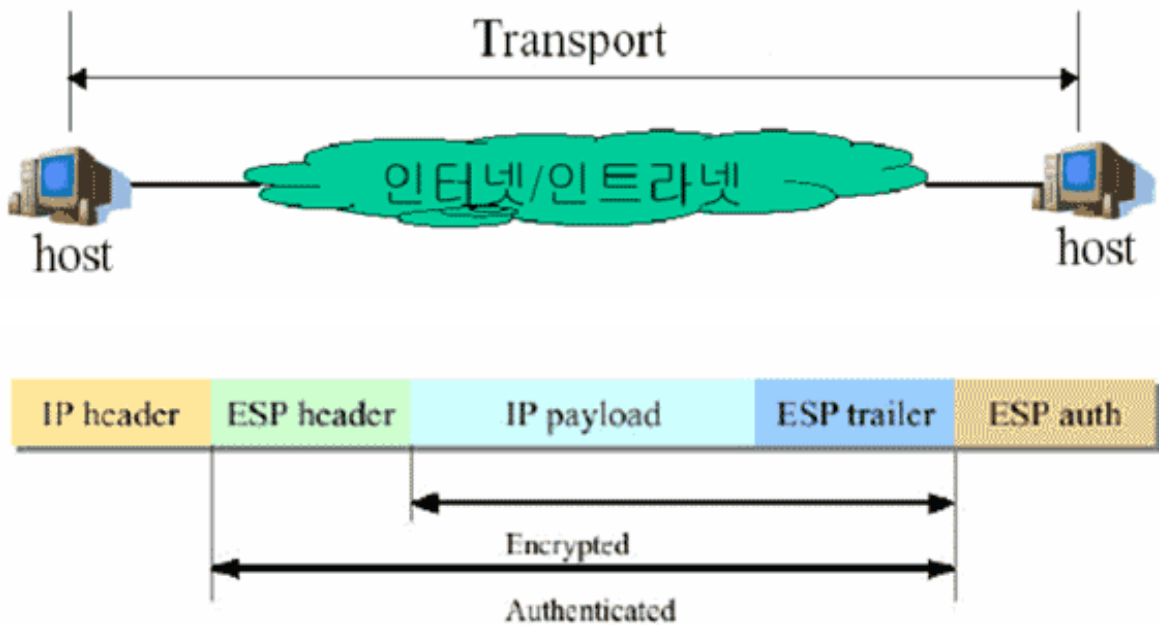 Transport
인터넷/인트라넷
host
host
IP header ESP header IP payload ESP trailer ESP auth
Encrypted
Authenticated